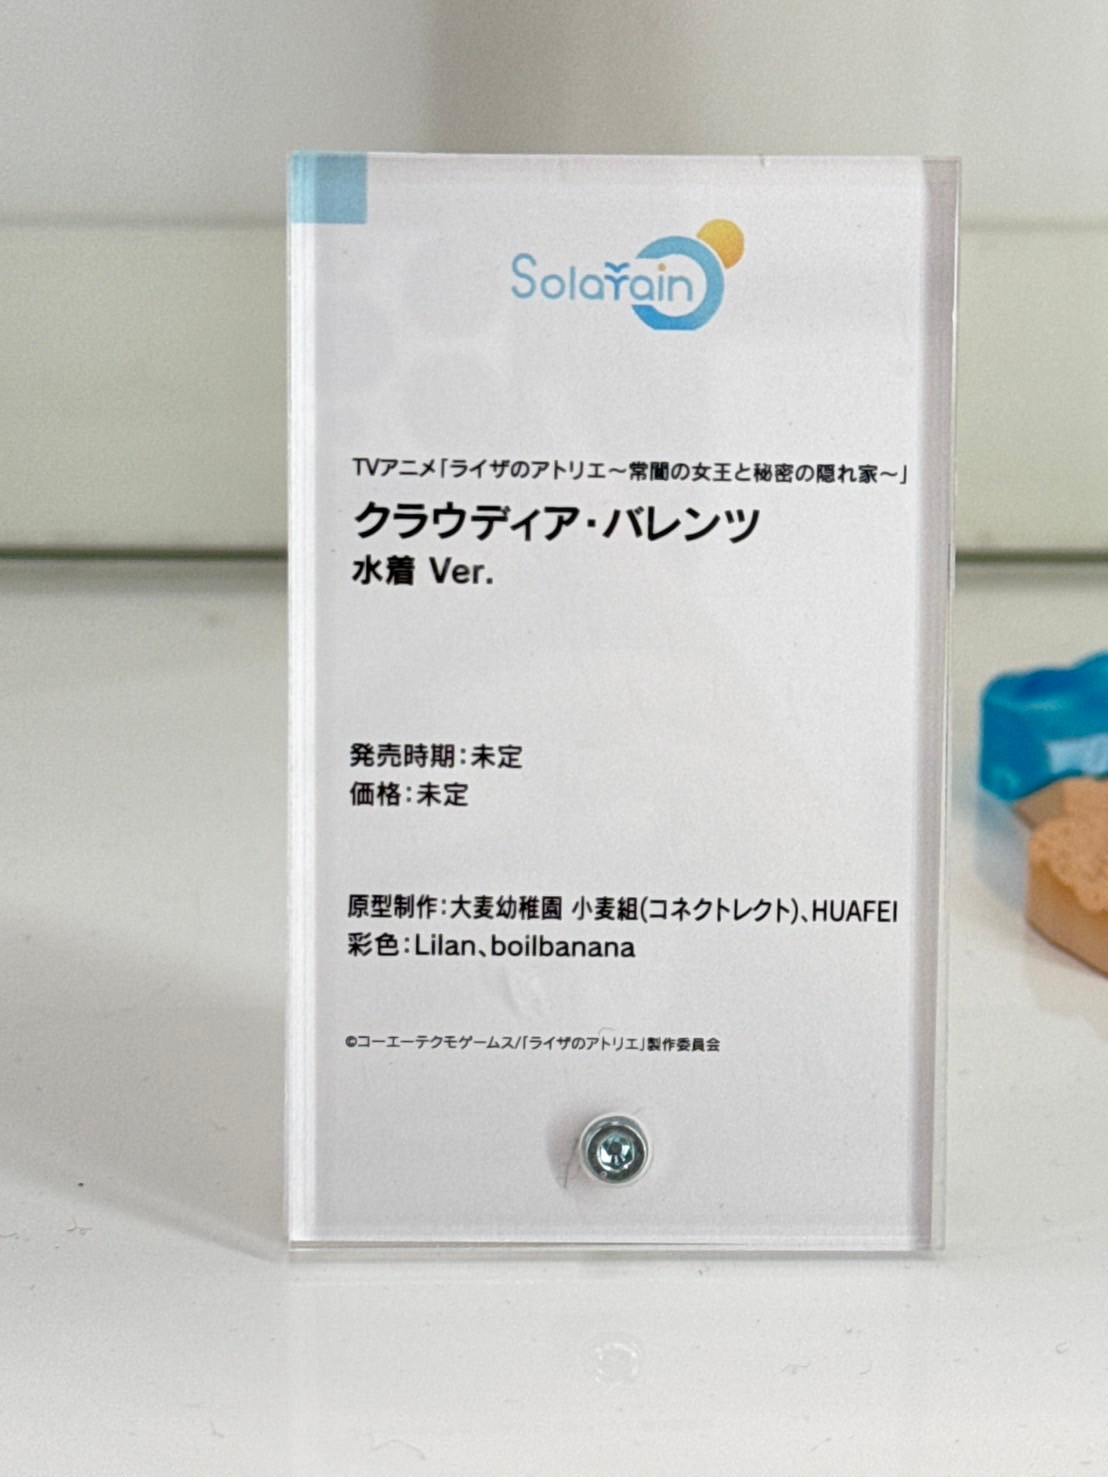 Solarain
TVアニメ「ライザのアトリエ～常闇の女王と秘密の隠れ家～」
クラウディア・バレンツ
水着 Ver.
発売時期：未定
価格：未定
原型制作：大麦幼稚園 小麦組(コネクトレクト)、HUAFEI
彩色：Lilan、boilbanana
©コーエーテクモゲームス/「ライザのアトリエ」製作委員会